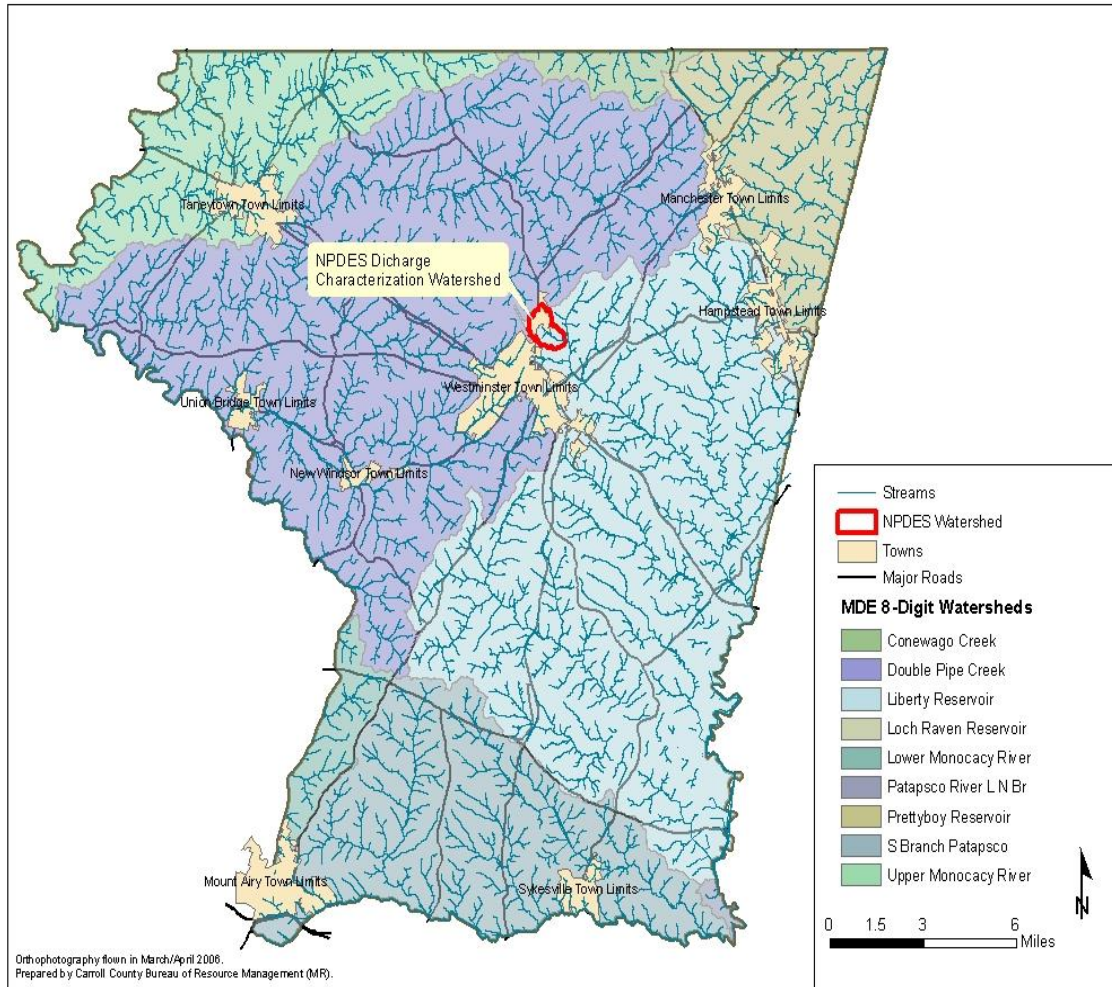 Taneytown Town Limits
Manchester Town Limits
NPDES Dicharge
Characterization Watershed
Hampstead Town Limits
Westminster Town Limits
Union Bridge Town Limits
New Windsor Town Limits
Mount Airy Town Limits
Sykesville Town Limits
Streams
NPDES Watershed
Towns
Major Roads
MDE 8-Digit Watersheds
Conewago Creek
Double Pipe Creek
Liberty Reservoir
Loch Raven Reservoir
Lower Monocacy River
Patapsco River L N Br
Prettyboy Reservoir
S Branch Patapsco
Upper Monocacy River
N
0 1.5 3 6
Miles
Orthophotography flown in March/April 2006.
Prepared by Carroll County Bureau of Resource Management (MR).